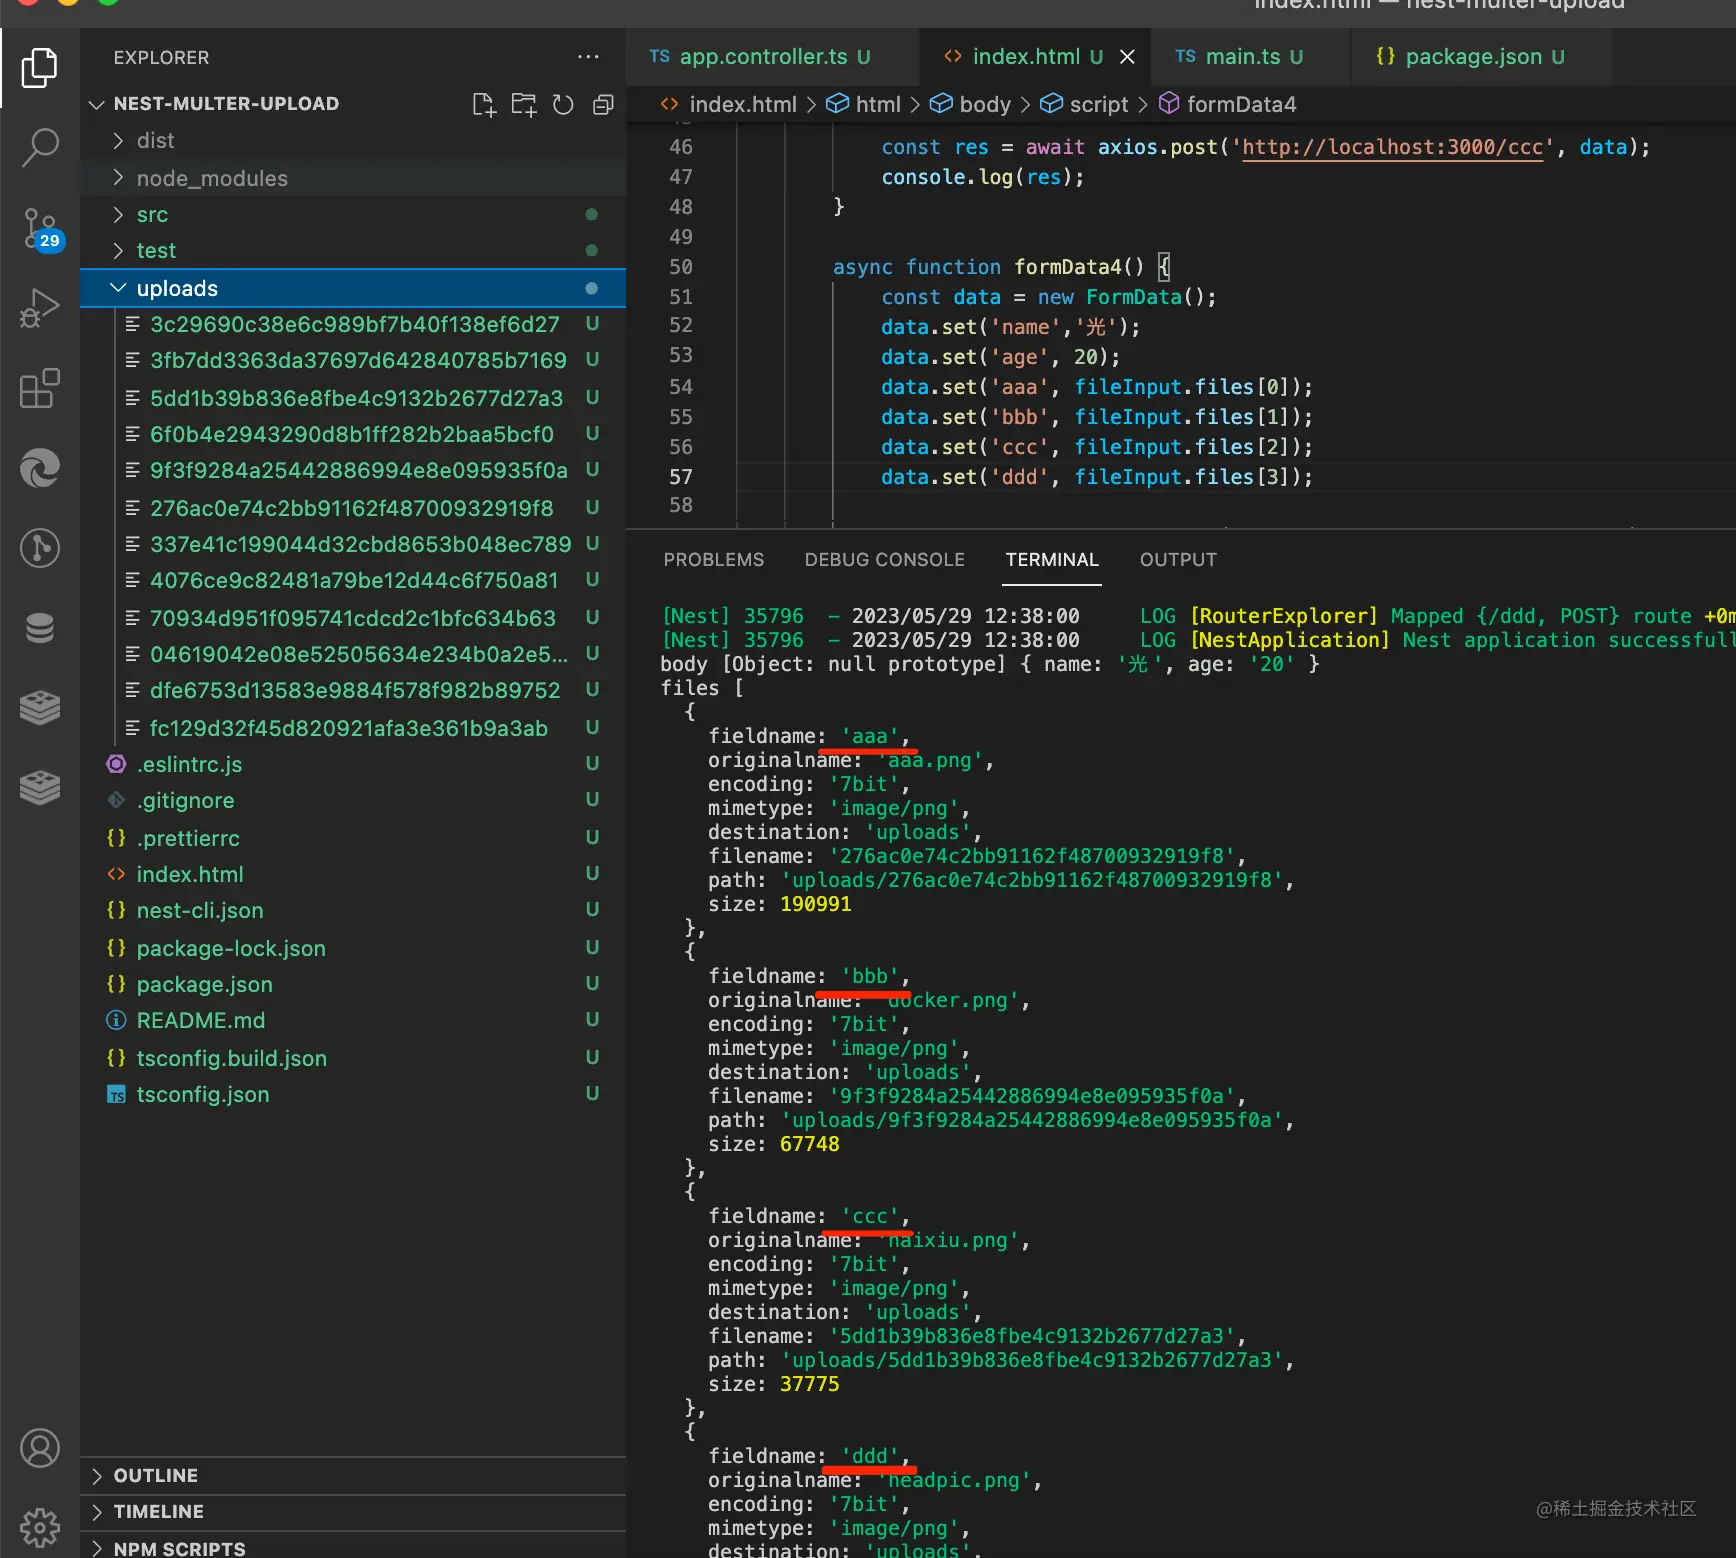 index.html — nest-multer-upload
EXPLORER
NEST-MULTER-UPLOAD
dist
node_modules
src
test
uploads
3c29690c38e6c989bf7b40f138ef6d27 U
3fb7dd3363da37697d642840785b7169 U
5dd1b39b836e8fbe4c9132b2677d27a3 U
6f0b4e2943290d8b1ff282b2baa5bcf0 U
9f3f9284a25442886994e8e095935f0a U
276ac0e74c2bb91162f48700932919f8 U
337e41c199044d32cbd8653b048ec789 U
4076ce9c82481a79be12d44c6f750a81 U
70934d951f095741cdcd2c1bfc634b63 U
04619042e08e52505634e234b0a2e5... U
dfe6753d13583e9884f578f982b89752 U
fc129d32f45d820921afa3e361b9a3ab U
.eslintrc.js U
.gitignore U
{} .prettierrc U
<> index.html U
{} nest-cli.json U
{} package-lock.json U
{} package.json U
README.md U
{} tsconfig.build.json U
TS tsconfig.json U
OUTLINE
TIMELINE
NPM SCRIPTS
29
TS app.controller.ts U
<> index.html U
TS main.ts U
{} package.json U
<> index.html > html > body > script > formData4
46 const res = await axios.post('http://localhost:3000/ccc', data);
47 console.log(res);
48 }
49
50 async function formData4() {
51 const data = new FormData();
52 data.set('name','光');
53 data.set('age', 20);
54 data.set('aaa', fileInput.files[0]);
55 data.set('bbb', fileInput.files[1]);
56 data.set('ccc', fileInput.files[2]);
57 data.set('ddd', fileInput.files[3]);
58
PROBLEMS DEBUG CONSOLE TERMINAL OUTPUT
[Nest] 35796 - 2023/05/29 12:38:00 LOG [RouterExplorer] Mapped {/ddd, POST} route +0m
[Nest] 35796 - 2023/05/29 12:38:00 LOG [NestApplication] Nest application successfull
body [Object: null prototype] { name: '光', age: '20' }
files [
{
fieldname: 'aaa',
originalname: 'aaa.png',
encoding: '7bit',
mimetype: 'image/png',
destination: 'uploads',
filename: '276ac0e74c2bb91162f48700932919f8',
path: 'uploads/276ac0e74c2bb91162f48700932919f8',
size: 190991
},
{
fieldname: 'bbb',
originalname: 'docker.png',
encoding: '7bit',
mimetype: 'image/png',
destination: 'uploads',
filename: '9f3f9284a25442886994e8e095935f0a',
path: 'uploads/9f3f9284a25442886994e8e095935f0a',
size: 67748
},
{
fieldname: 'ccc',
originalname: 'haixiu.png',
encoding: '7bit',
mimetype: 'image/png',
destination: 'uploads',
filename: '5dd1b39b836e8fbe4c9132b2677d27a3',
path: 'uploads/5dd1b39b836e8fbe4c9132b2677d27a3',
size: 37775
},
{
fieldname: 'ddd',
originalname: 'headpic.png',
encoding: '7bit',
mimetype: 'image/png',
destination: 'uploads',
@稀土掘金技术社区